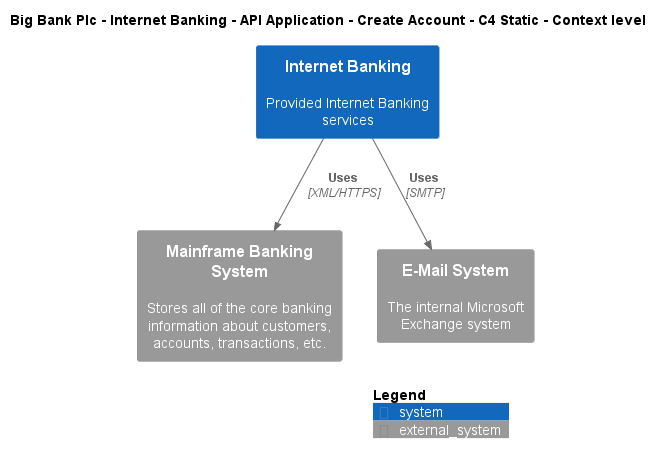 Big Bank Plc - Internet Banking - API Application - Create Account - C4 Static - Context level
Internet Banking
Provided Internet Banking
services
Uses
[XML/HTTPS]
Uses
[SMTP]
Mainframe Banking
System
Stores all of the core banking
information about customers,
accounts, transactions, etc.
E-Mail System
The internal Microsoft
Exchange system
Legend
system
external_system